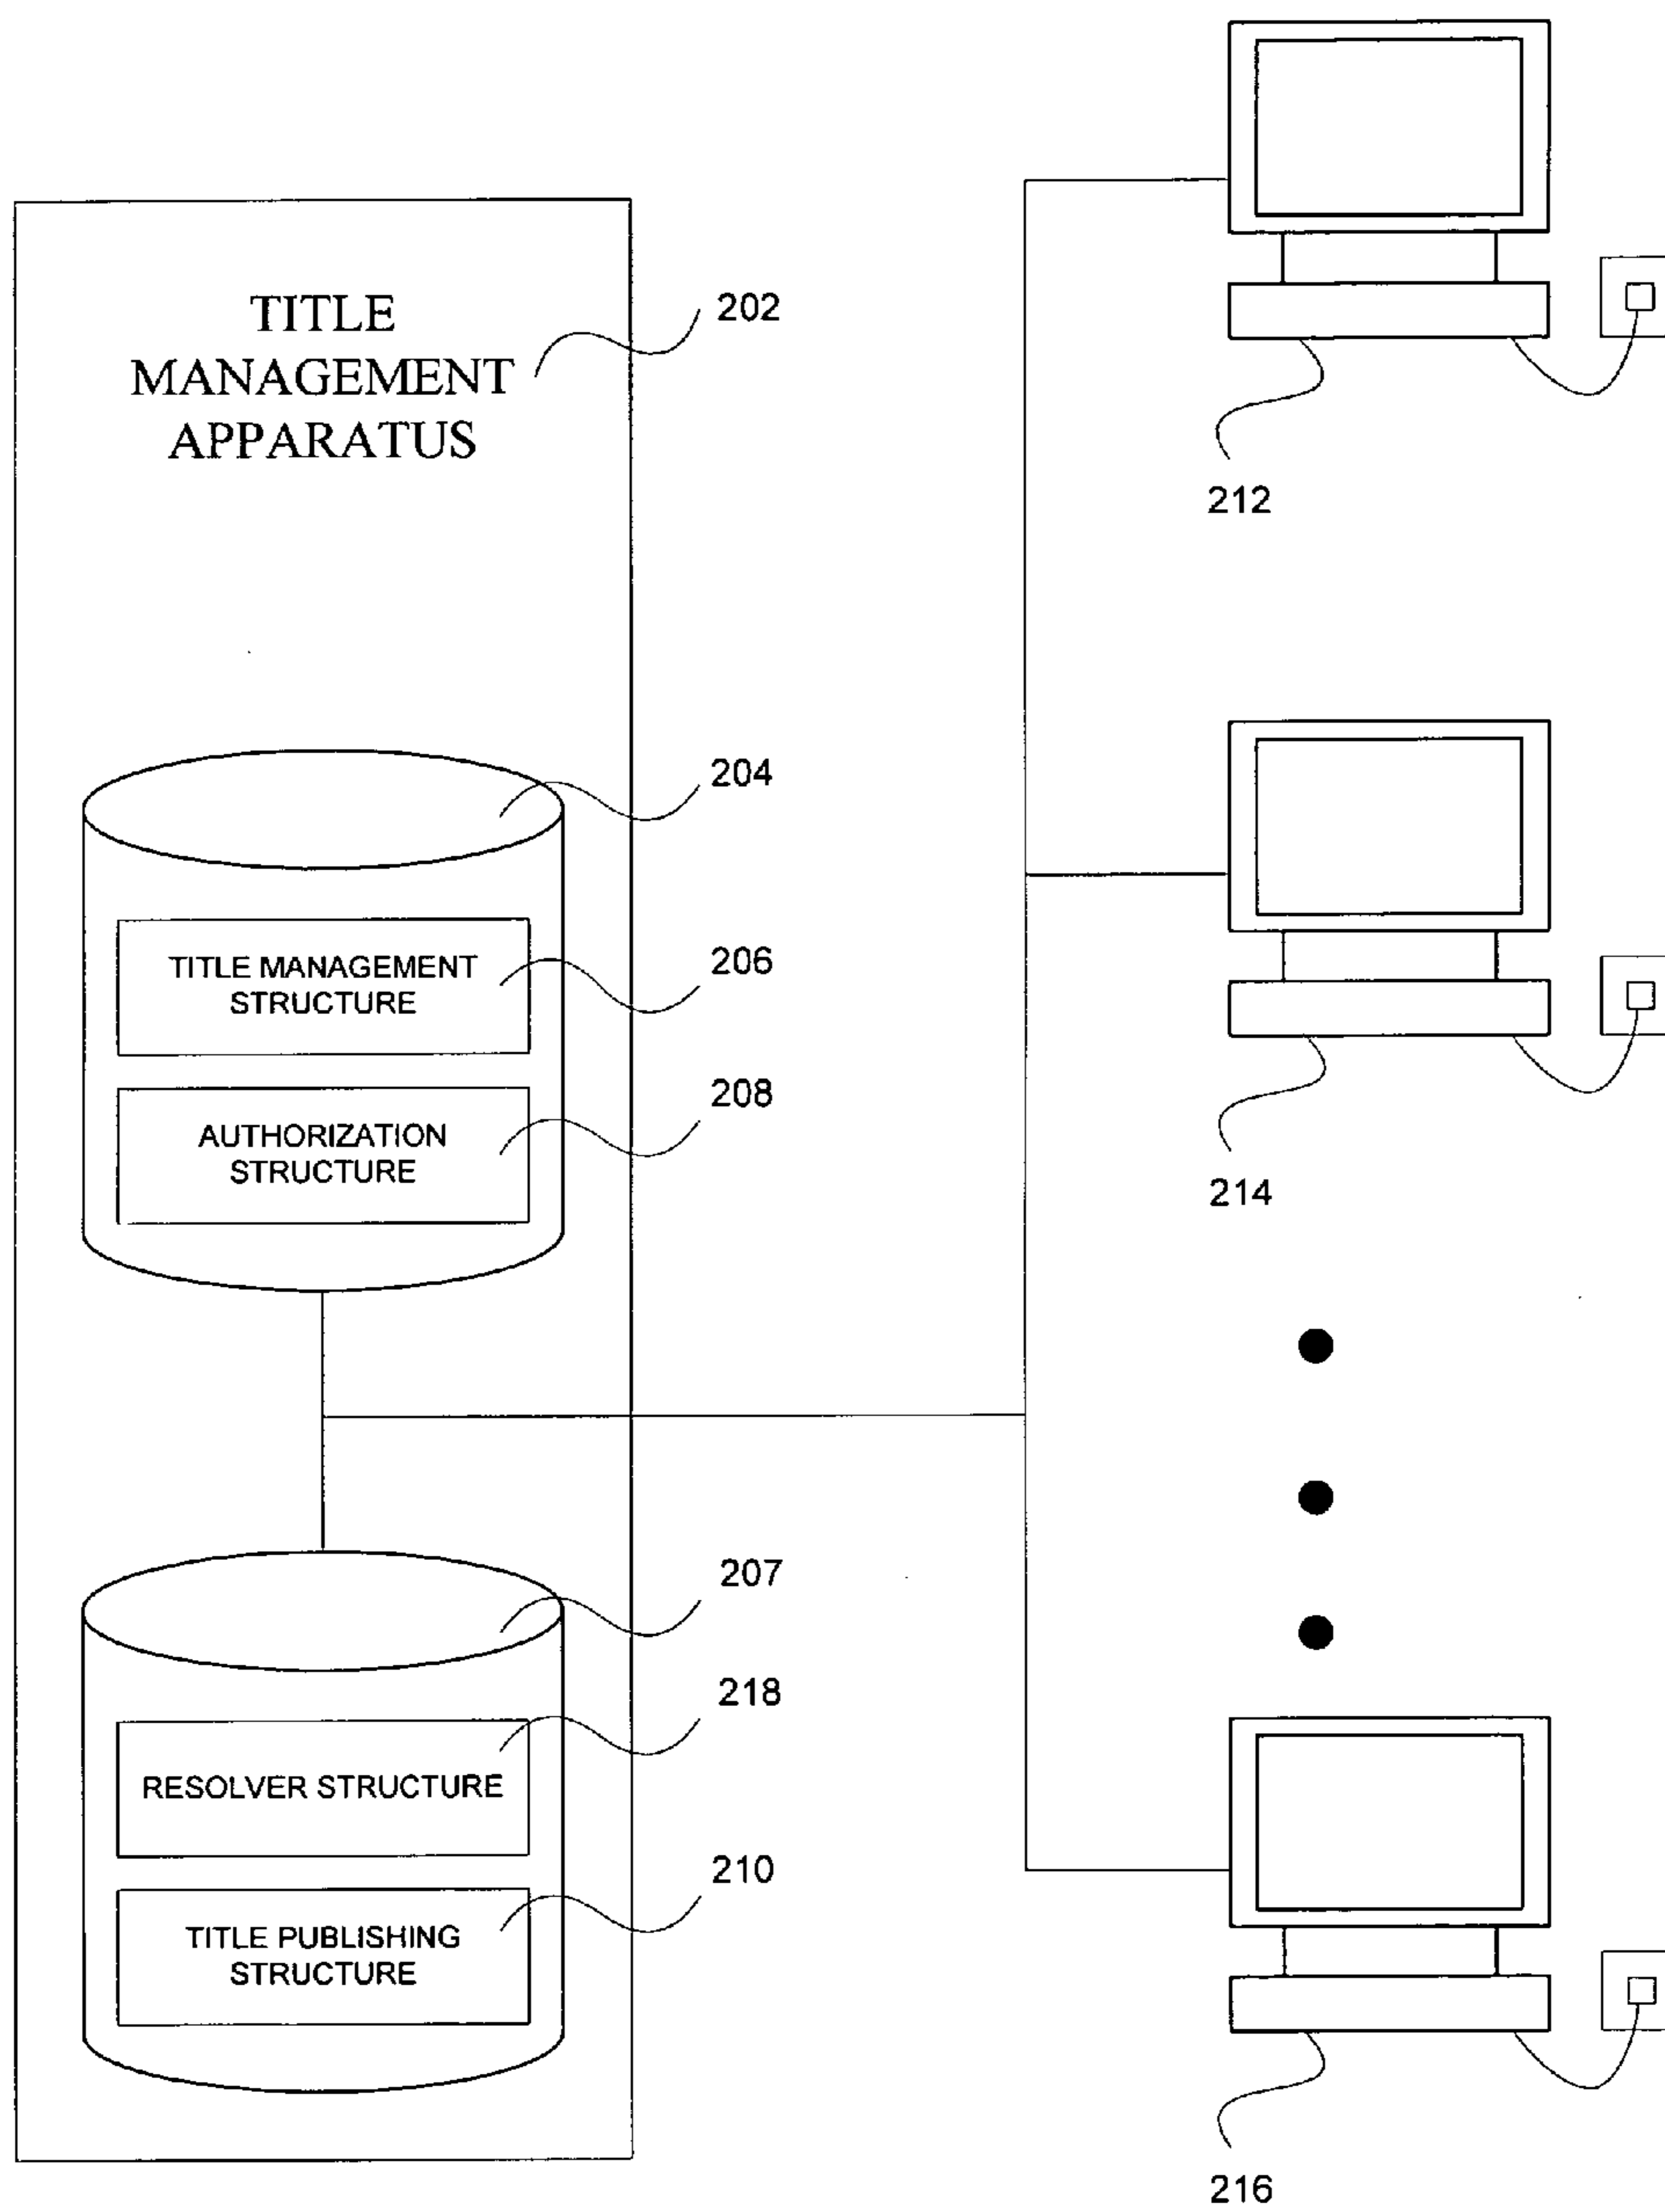 TITLE
MANAGEMENT
APPARATUS
202
204
TITLE MANAGEMENT
STRUCTURE
206
AUTHORIZATION
STRUCTURE
208
207
RESOLVER STRUCTURE
218
TITLE PUBLISHING
STRUCTURE
210
212
214
216